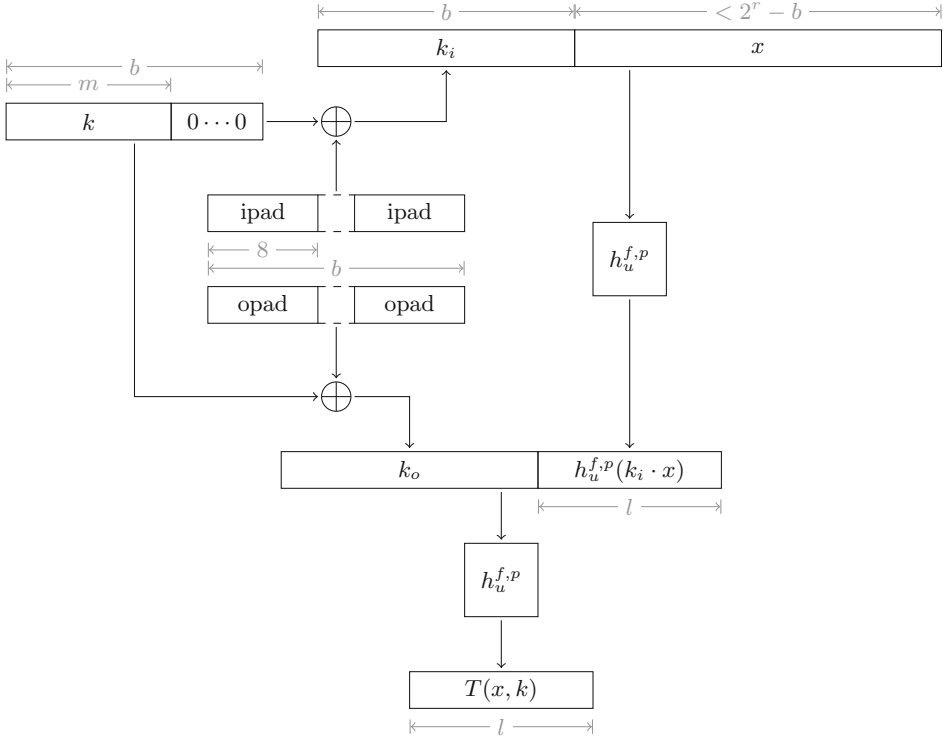 b
< 2^r − b
k_i
x
b
m
k
0 ⋯ 0
ipad
ipad
8
b
opad
opad
h_u^{f,p}
k_o
h_u^{f,p}(k_i · x)
l
h_u^{f,p}
T(x, k)
l